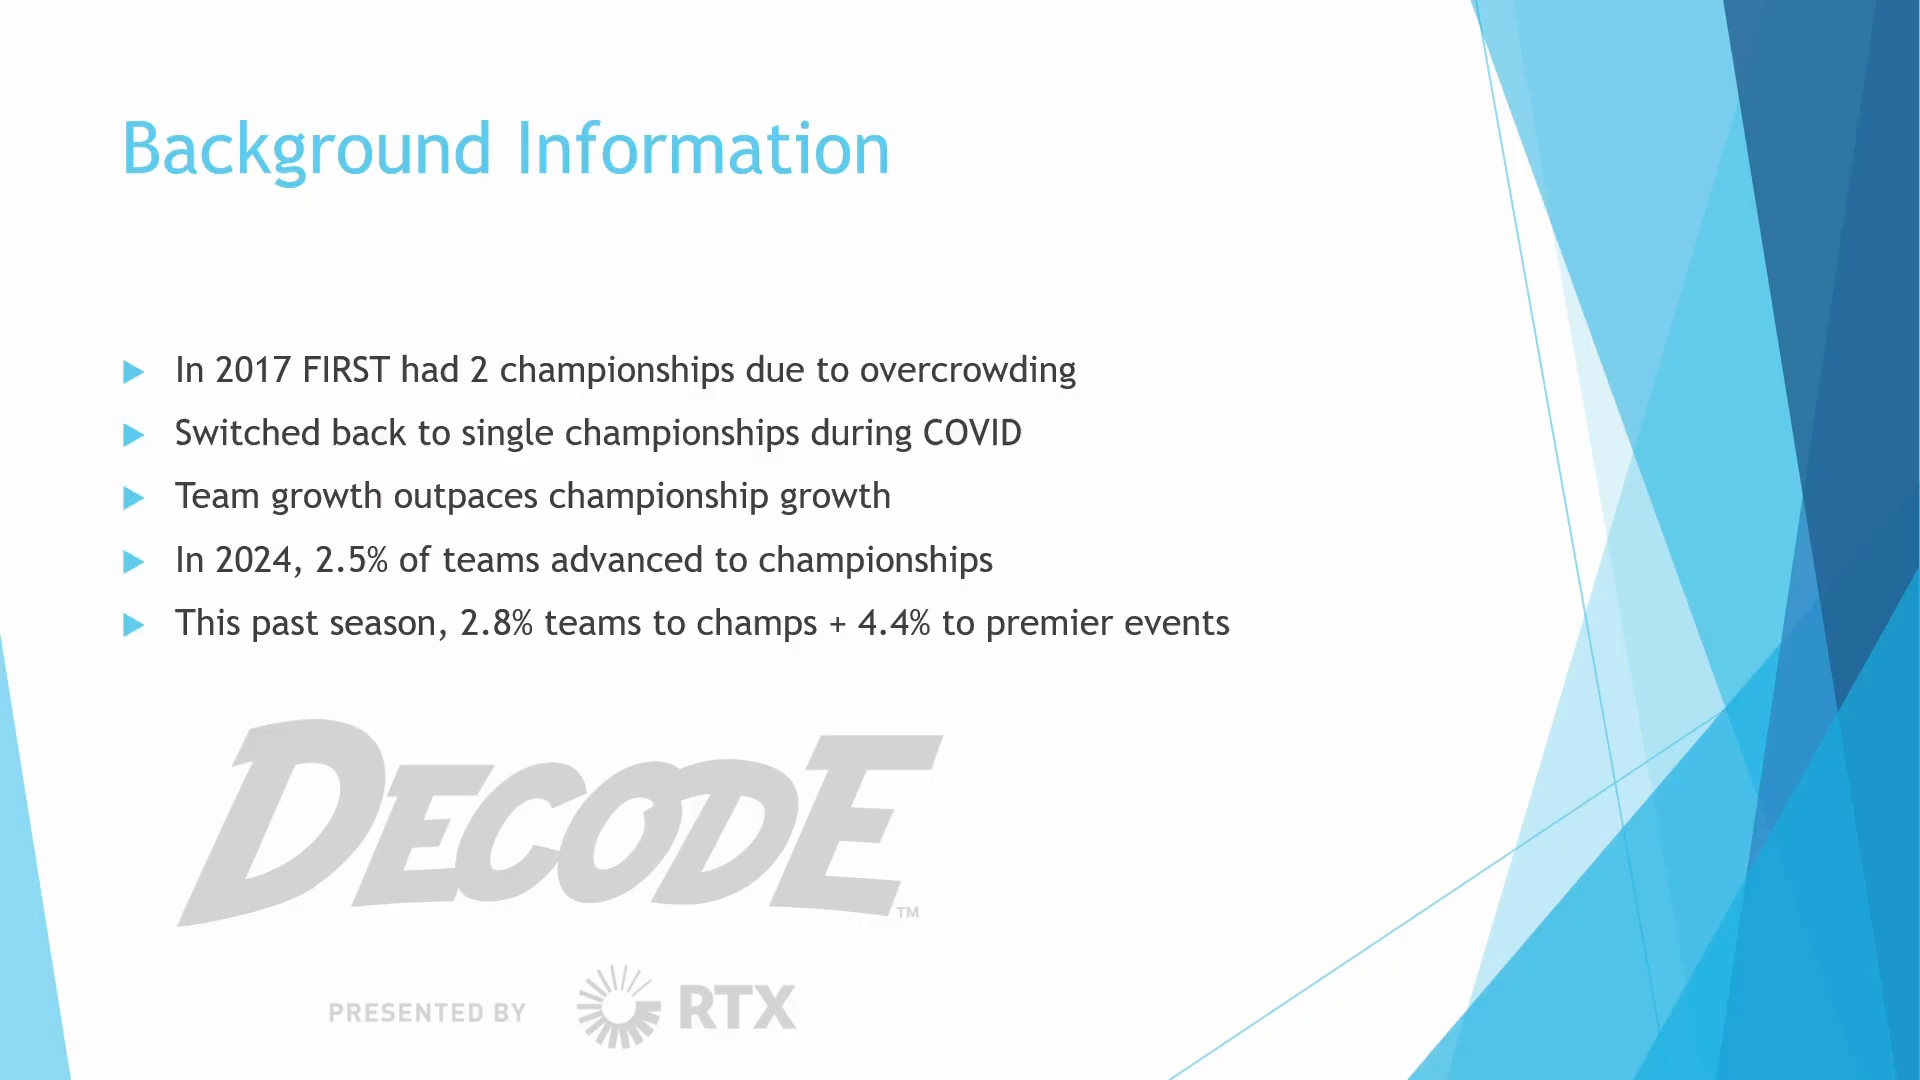 Background Information
In 2017 FIRST had 2 championships due to overcrowding
Switched back to single championships during COVID
Team growth outpaces championship growth
In 2024, 2.5% of teams advanced to championships
This past season, 2.8% teams to champs + 4.4% to premier events
DECODE™
PRESENTED BY RTX